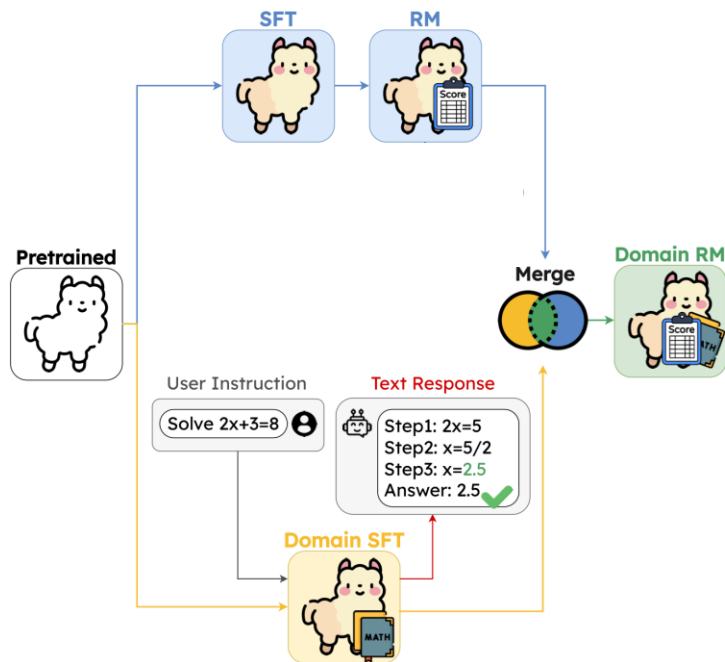 SFT
RM
Score
Pretrained
Merge
Domain RM
Score
MATH
User Instruction
Text Response
Solve 2x+3=8
Step1: 2x=5
Step2: x=5/2
Step3: x=2.5
Answer: 2.5
Domain SFT
MATH